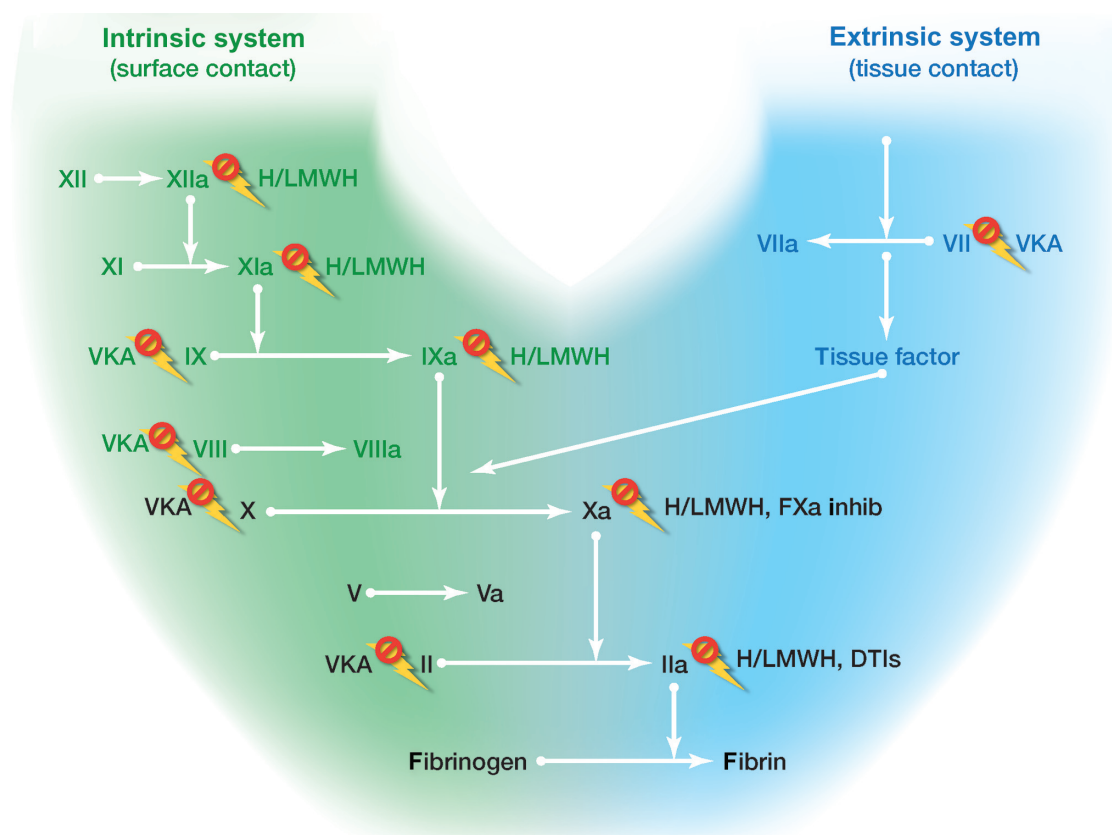 Intrinsic system
(surface contact)
Extrinsic system
(tissue contact)
XII XIIa H/LMWH
VIIa VII VKA
XI XIa H/LMWH
VKA IX IXa H/LMWH
Tissue factor
VKA VIII VIIIa
VKA X Xa H/LMWH, FXa inhib
V Va
VKA II IIa H/LMWH, DTIs
Fibrinogen Fibrin